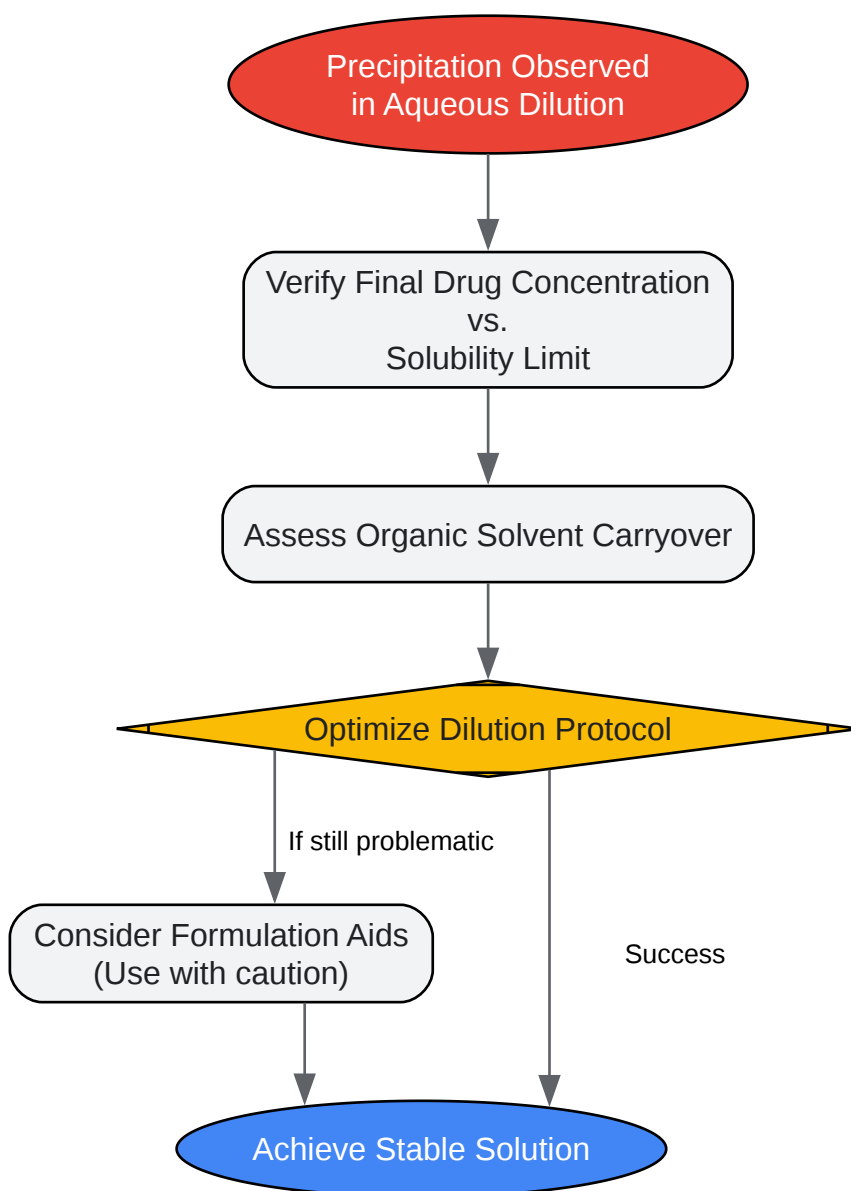 Precipitation Observed
in Aqueous Dilution
Verify Final Drug Concentration
vs.
Solubility Limit
Assess Organic Solvent Carryover
Optimize Dilution Protocol
If still problematic
Consider Formulation Aids
(Use with caution)
Success
Achieve Stable Solution